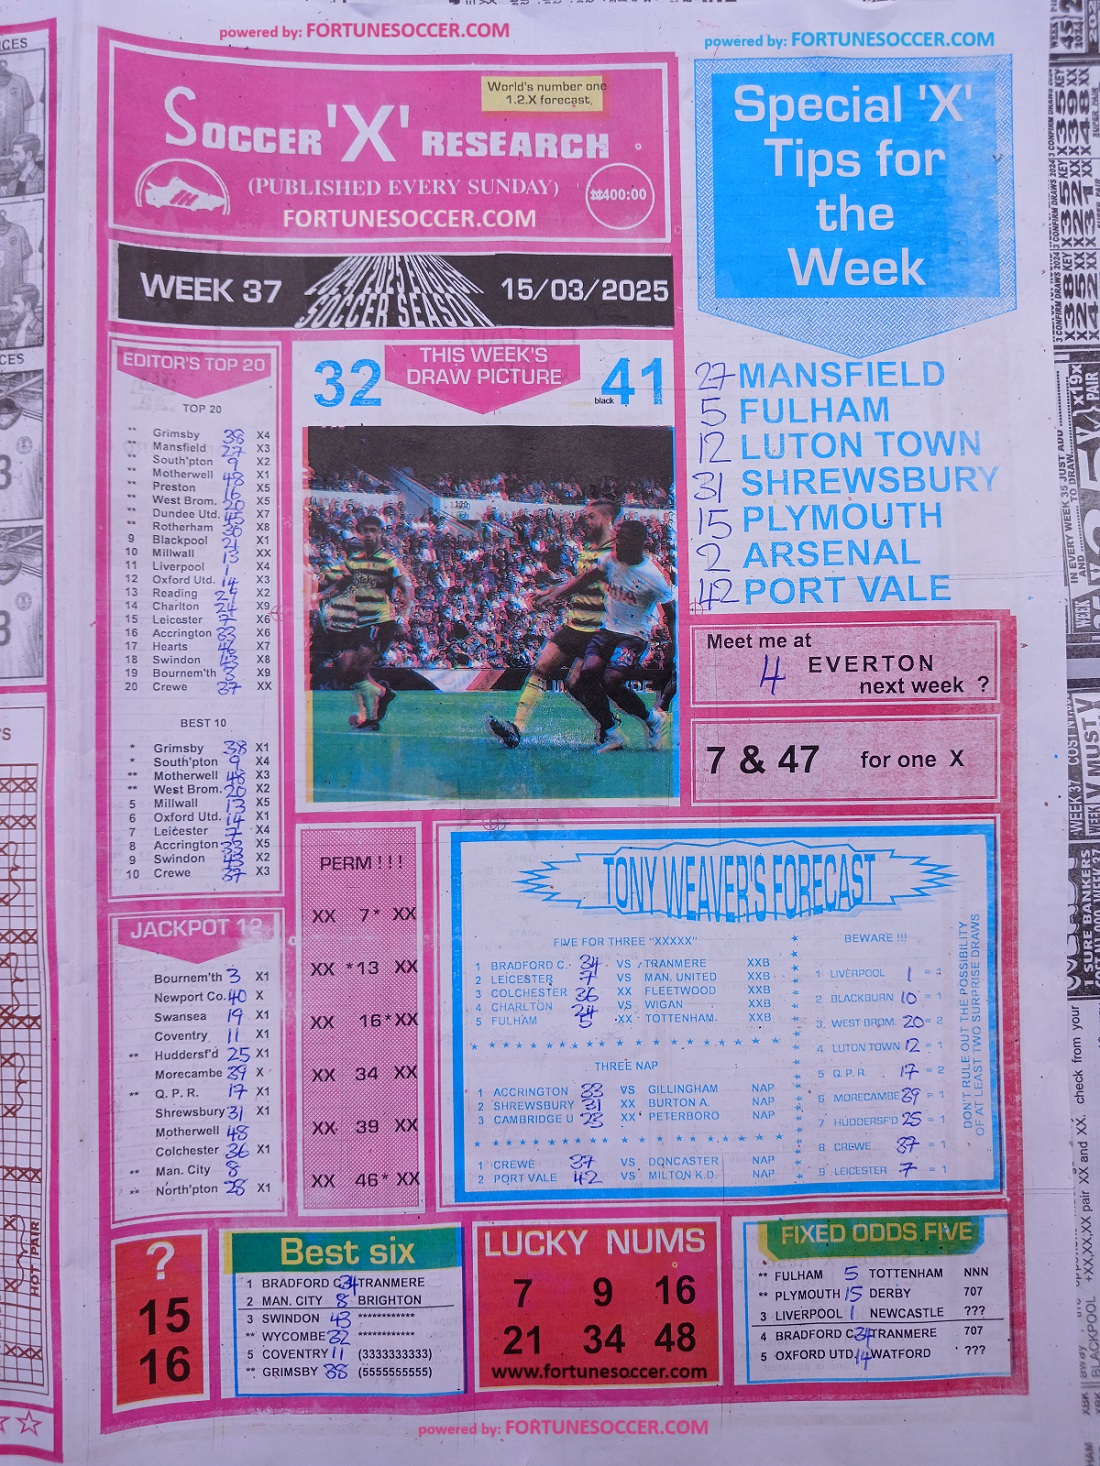 powered by: FORTUNESOCCER.COM
powered by: FORTUNESOCCER.COM
World's number one
1.2.X forecast.
SOCCER 'X' RESEARCH
(PUBLISHED EVERY SUNDAY)
₦400:00
FORTUNESOCCER.COM
WEEK 37
2024/2025 ENGLISH
SOCCER SEASON
15/03/2025
Special 'X'
Tips for
the
Week
27 MANSFIELD
5 FULHAM
12 LUTON TOWN
31 SHREWSBURY
15 PLYMOUTH
2 ARSENAL
42 PORT VALE
Meet me at
4 EVERTON
next week ?
7 & 47 for one X
EDITOR'S TOP 20
TOP 20
** Grimsby 38 X4
** Mansfield 27 X3
** South'pton 9 X2
** Motherwell 48 X1
** Preston 16 X5
** West Brom. 20 X5
** Dundee Utd. 45 X7
** Rotherham 30 X8
9 Blackpool 21 X1
10 Millwall 13 XX
11 Liverpool 1 X4
12 Oxford Utd. 14 X3
13 Reading 29 X2
14 Charlton 24 X9
15 Leicester 7 X6
16 Accrington 33 X6
17 Hearts 46 X7
18 Swindon 43 X8
19 Bournem'th 3 X9
20 Crewe 37 XX
BEST 10
* Grimsby 38 X1
* South'pton 9 X4
** Motherwell 48 X3
** West Brom. 20 X2
5 Millwall 13 X5
6 Oxford Utd. 14 X1
7 Leicester 7 X4
8 Accrington 33 X5
9 Swindon 43 X2
10 Crewe 37 X3
32
THIS WEEK'S
DRAW PICTURE
black
41
JACKPOT 12
Bournem'th 3 X1
Newport Co. 40 X
Swansea 19 X1
Coventry 11 X1
** Huddersf'd 25 X1
Morecambe 39 X
** Q. P. R. 17 X1
Shrewsbury 31 X1
Motherwell 48
Colchester 36 X1
** Man. City 8
** North'pton 28 X1
PERM ! ! !
XX 7* XX
XX *13 XX
XX 16* XX
XX 34 XX
XX 39 XX
XX 46* XX
TONY WEAVER'S FORECAST
FIVE FOR THREE "XXXXX"
1 BRADFORD C. 34 VS TRANMERE XXB
2 LEICESTER 7 VS MAN. UNITED XXB
3 COLCHESTER 36 XX FLEETWOOD XXB
4 CHARLTON 24 VS WIGAN XXB
5 FULHAM 5 XX TOTTENHAM. XXB
THREE NAP
1 ACCRINGTON 33 VS GILLINGHAM NAP
2 SHREWSBURY 31 XX BURTON A. NAP
3 CAMBRIDGE U 23 XX PETERBORO NAP
1 CREWE 37 VS DONCASTER NAP
2 PORT VALE 42 VS MILTON K.D. NAP
BEWARE !!!
1 LIVERPOOL 1 = 4
2 BLACKBURN 10 = 1
3. WEST BROM. 20 = 2
4 LUTON TOWN 12 = 1
5 Q.P.R. 17 = 2
6 MORECAMBE 39 = 1
7 HUDDERSF'D 25 = 1
8 CREWE 37 = 1
9 LEICESTER 7 = 1
DON'T RULE OUT THE POSSIBILITY
OF AT LEAST TWO SURPRISE DRAWS
?
15
16
Best six
1 BRADFORD C. 34 TRANMERE
2 MAN. CITY 8 BRIGHTON
3 SWINDON 43 ***********
** WYCOMBE 32 ***********
5 COVENTRY 11 (3333333333)
** GRIMSBY 38 (5555555555)
LUCKY NUMS
7 9 16
21 34 48
www.fortunesoccer.com
FIXED ODDS FIVE
** FULHAM 5 TOTTENHAM NNN
** PLYMOUTH 15 DERBY 707
3 LIVERPOOL 1 NEWCASTLE ???
4 BRADFORD C. 34 TRANMERE 707
5 OXFORD UTD. 14 WATFORD ???
powered by: FORTUNESOCCER.COM
HOT PAIR